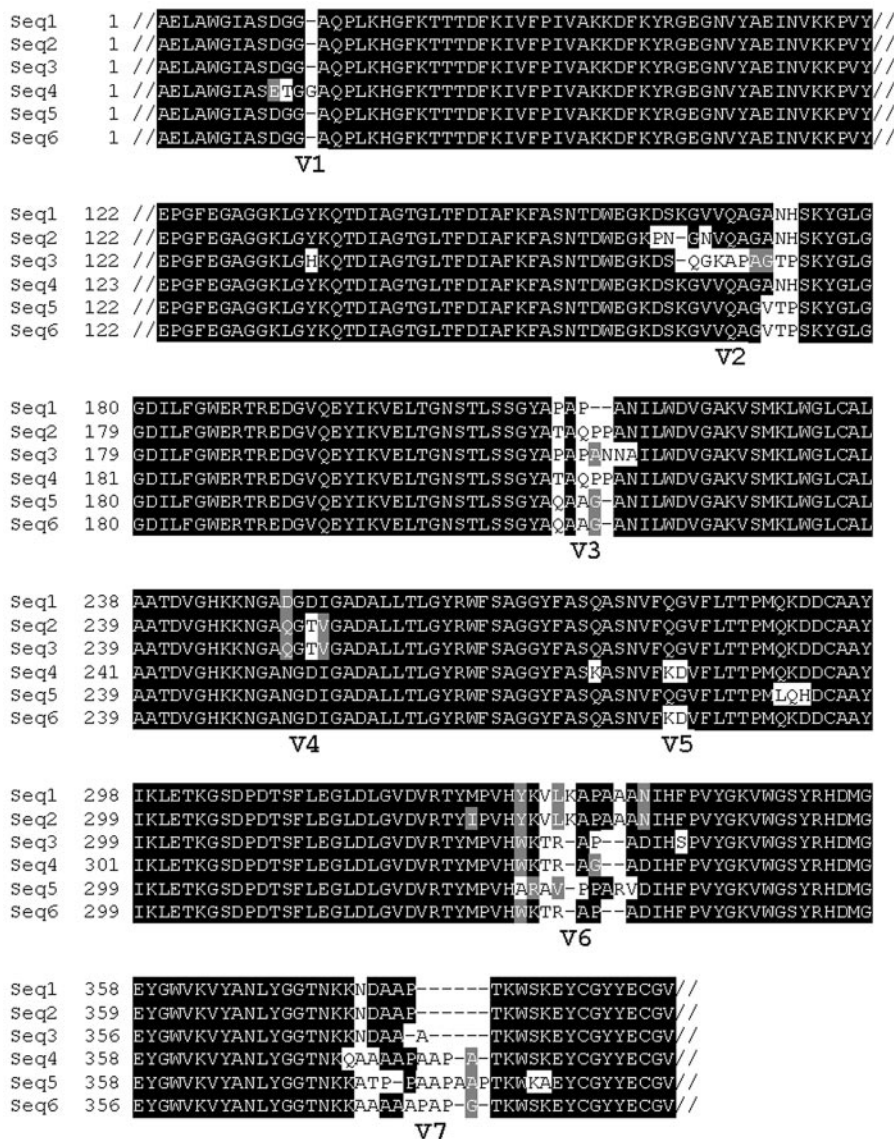 Seq1 1 //AELAWGIASDGG-AQPLKHGFKTTTDFKIVFPIVAKKDFKYRGEGNVYAEINVKKPVY//
Seq2 1 //AELAWGIASDGG-AQPLKHGFKTTTDFKIVFPIVAKKDFKYRGEGNVYAEINVKKPVY//
Seq3 1 //AELAWGIASDGG-AQPLKHGFKTTTDFKIVFPIVAKKDFKYRGEGNVYAEINVKKPVY//
Seq4 1 //AELAWGIASETGGAQPLKHGFKTTTDFKIVFPIVAKKDFKYRGEGNVYAEINVKKPVY//
Seq5 1 //AELAWGIASDGG-AQPLKHGFKTTTDFKIVFPIVAKKDFKYRGEGNVYAEINVKKPVY//
Seq6 1 //AELAWGIASDGG-AQPLKHGFKTTTDFKIVFPIVAKKDFKYRGEGNVYAEINVKKPVY//
V1
Seq1 122 //EPGFEGAGGKLGYKQTDIAGTGLTFDIAFKFASNTDWEGKDSKGVVQAGANHSKYGLG
Seq2 122 //EPGFEGAGGKLGYKQTDIAGTGLTFDIAFKFASNTDWEGKPN-GNVQAGANHSKYGLG
Seq3 122 //EPGFEGAGGKLGHKQTDIAGTGLTFDIAFKFASNTDWEGKDS-QGKAPAGTPSKYGLG
Seq4 123 //EPGFEGAGGKLGYKQTDIAGTGLTFDIAFKFASNTDWEGKDSKGVVQAGANHSKYGLG
Seq5 122 //EPGFEGAGGKLGYKQTDIAGTGLTFDIAFKFASNTDWEGKDSKGVVQAGVTPSKYGLG
Seq6 122 //EPGFEGAGGKLGYKQTDIAGTGLTFDIAFKFASNTDWEGKDSKGVVQAGVTPSKYGLG
V2
Seq1 180 GDILFGWERTREDGVQEYIKVELTGNSTLSSGYAPAP--ANILWDVGAKVSMKLWGLCAL
Seq2 179 GDILFGWERTREDGVQEYIKVELTGNSTLSSGYATAQPPANILWDVGAKVSMKLWGLCAL
Seq3 179 GDILFGWERTREDGVQEYIKVELTGNSTLSSGYAPAPANNAILWDVGAKVSMKLWGLCAL
Seq4 181 GDILFGWERTREDGVQEYIKVELTGNSTLSSGYATAQPPANILWDVGAKVSMKLWGLCAL
Seq5 180 GDILFGWERTREDGVQEYIKVELTGNSTLSSGYAQAAG-ANILWDVGAKVSMKLWGLCAL
Seq6 180 GDILFGWERTREDGVQEYIKVELTGNSTLSSGYAQAAG-ANILWDVGAKVSMKLWGLCAL
V3
Seq1 238 AATDVGHKKNGADGDIGADALLTLGYRWFSAGGYFASQASNVFQGVFLTTPMQKDDCAAY
Seq2 239 AATDVGHKKNGAQGTVGADALLTLGYRWFSAGGYFASQASNVFQGVFLTTPMQKDDCAAY
Seq3 239 AATDVGHKKNGAQGTVGADALLTLGYRWFSAGGYFASQASNVFQGVFLTTPMQKDDCAAY
Seq4 241 AATDVGHKKNGANGDIGADALLTLGYRWFSAGGYFASKASNVFKDVFLTTPMQKDDCAAY
Seq5 239 AATDVGHKKNGANGDIGADALLTLGYRWFSAGGYFASQASNVFQGVFLTTPMLQHDCAAY
Seq6 239 AATDVGHKKNGANGDIGADALLTLGYRWFSAGGYFASQASNVFKDVFLTTPMQKDDCAAY
V4 V5
Seq1 298 IKLETKGSDPDTSFLEGLDLGVDVRTYMPVHYKVLKAPAAANIHFPVYGKVWGSYRHDMG
Seq2 299 IKLETKGSDPDTSFLEGLDLGVDVRTYIPVHYKVLKAPAAANIHFPVYGKVWGSYRHDMG
Seq3 299 IKLETKGSDPDTSFLEGLDLGVDVRTYMPVHWKTR-AP--ADIHSPVYGKVWGSYRHDMG
Seq4 301 IKLETKGSDPDTSFLEGLDLGVDVRTYMPVHWKTR-AG--ADIHFPVYGKVWGSYRHDMG
Seq5 299 IKLETKGSDPDTSFLEGLDLGVDVRTYMPVHARAV-PPARVDIHFPVYGKVWGSYRHDMG
Seq6 299 IKLETKGSDPDTSFLEGLDLGVDVRTYMPVHWKTR-AP--ADIHFPVYGKVWGSYRHDMG
V6
Seq1 358 EYGWVKVYANLYGGTNKKNDAAP------TKWSKEYCGYYECGV//
Seq2 359 EYGWVKVYANLYGGTNKKNDAAP------TKWSKEYCGYYECGV//
Seq3 356 EYGWVKVYANLYGGTNKKNDAA-A-----TKWSKEYCGYYECGV//
Seq4 358 EYGWVKVYANLYGGTNKQAAAAPAAP-A-TKWSKEYCGYYECGV//
Seq5 358 EYGWVKVYANLYGGTNKKATP-PAAPAAPTKWSKAEYCGYYECGV//
Seq6 356 EYGWVKVYANLYGGTNKKAAAAAPAP-G-TKWSKEYCGYYECGV//
V7